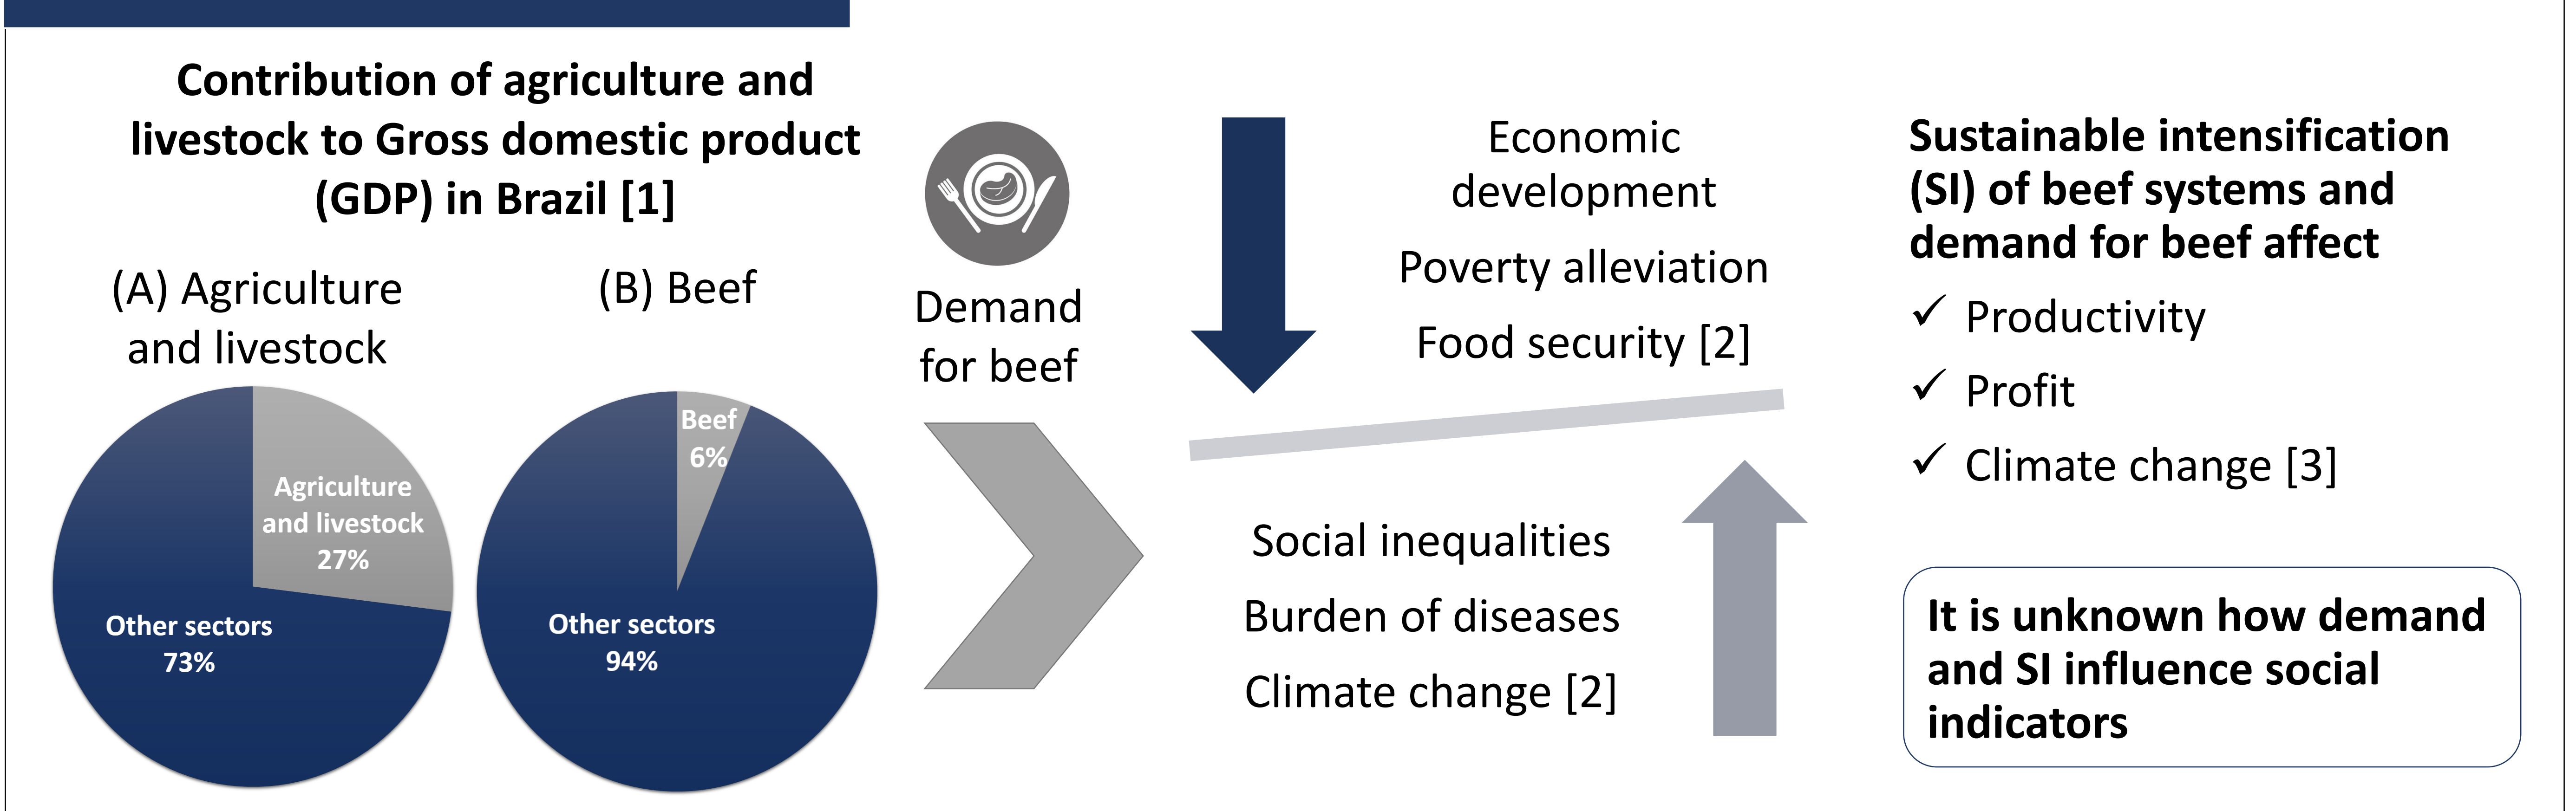 Contribution of agriculture and
livestock to Gross domestic product
(GDP) in Brazil [1]
(A) Agriculture
and livestock
Agriculture
and livestock
27%
Other sectors
73%
(B) Beef
Beef
6%
Other sectors
94%
Demand
for beef
Economic
development
Poverty alleviation
Food security [2]
Social inequalities
Burden of diseases
Climate change [2]
Sustainable intensification
(SI) of beef systems and
demand for beef affect
✓ Productivity
✓ Profit
✓ Climate change [3]
It is unknown how demand
and SI influence social
indicators